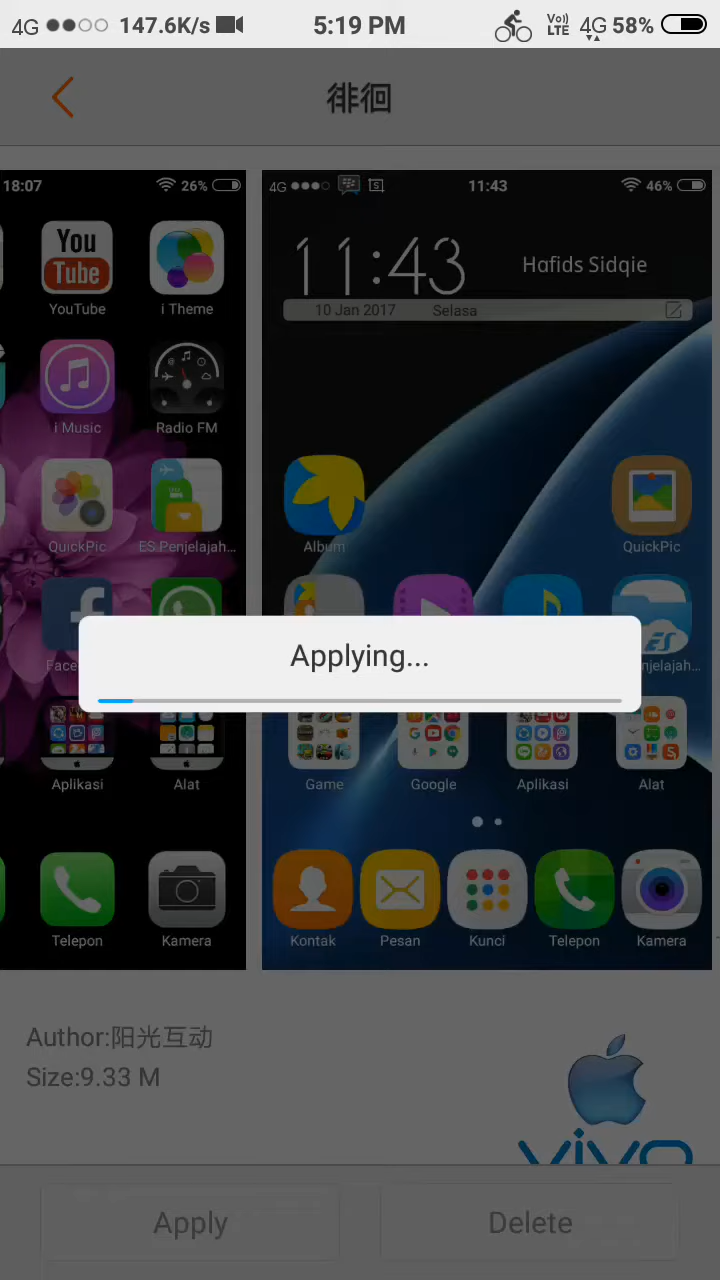 4G 147.6K/s 5:19 PM Vo)) LTE 4G 58%
徘徊
18:07 26%
4G S 11:43 46%
11:43 Hafids Sidqie
10 Jan 2017 Selasa
You
Tube
YouTube i Theme
i Music Radio FM
Album QuickPic
QuickPic ES Penjelajah...
Face
ES
njelajah...
Applying...
Aplikasi Alat
Game Google Aplikasi Alat
Telepon Kamera
Kontak Pesan Kunci Telepon Kamera
Author:阳光互动
Size:9.33 M
vivo
Apply Delete